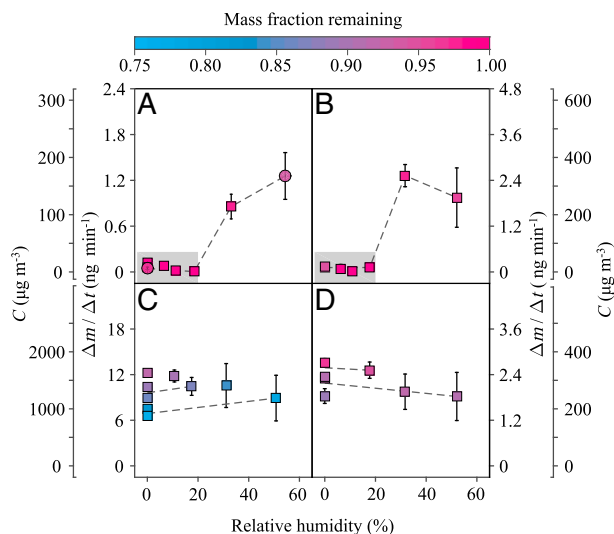 Mass fraction remaining
0.75 0.80 0.85 0.90 0.95 1.00
A B
300 2.4 4.8 600
200 1.8 3.6 400
1.2 2.4
100 0.6 1.2 200
0 0 0 0
C (μg m⁻³) Δm / Δt (ng min⁻¹) Δm / Δt (ng min⁻¹) C (μg m⁻³)
C D
18 3.6
2000 12 2.4 400
1000 6 1.2 200
0 0 0 0
0 20 40 60 0 20 40 60
Relative humidity (%)